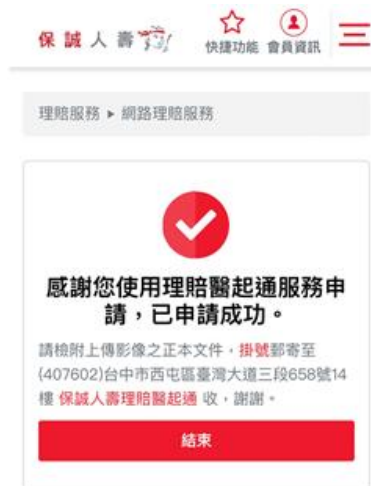 保誠人壽
快捷功能 會員資訊
理賠服務 ▸ 網路理賠服務
感謝您使用理賠醫起通服務申
請，已申請成功。
請檢附上傳影像之正本文件，掛號郵寄至
(407602)台中市西屯區臺灣大道三段658號14
樓 保誠人壽理賠醫起通 收，謝謝。
結束